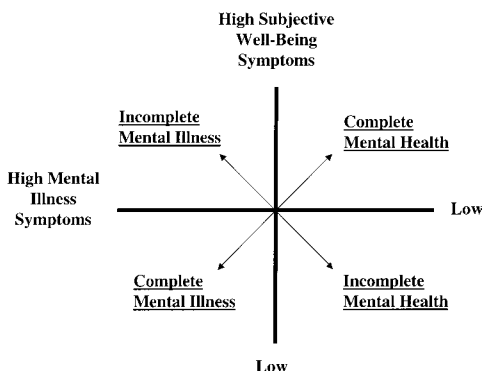 High Subjective
Well-Being
Symptoms
Incomplete
Mental Illness
Complete
Mental Health
High Mental
Illness
Symptoms
Low
Complete
Mental Illness
Incomplete
Mental Health
Low